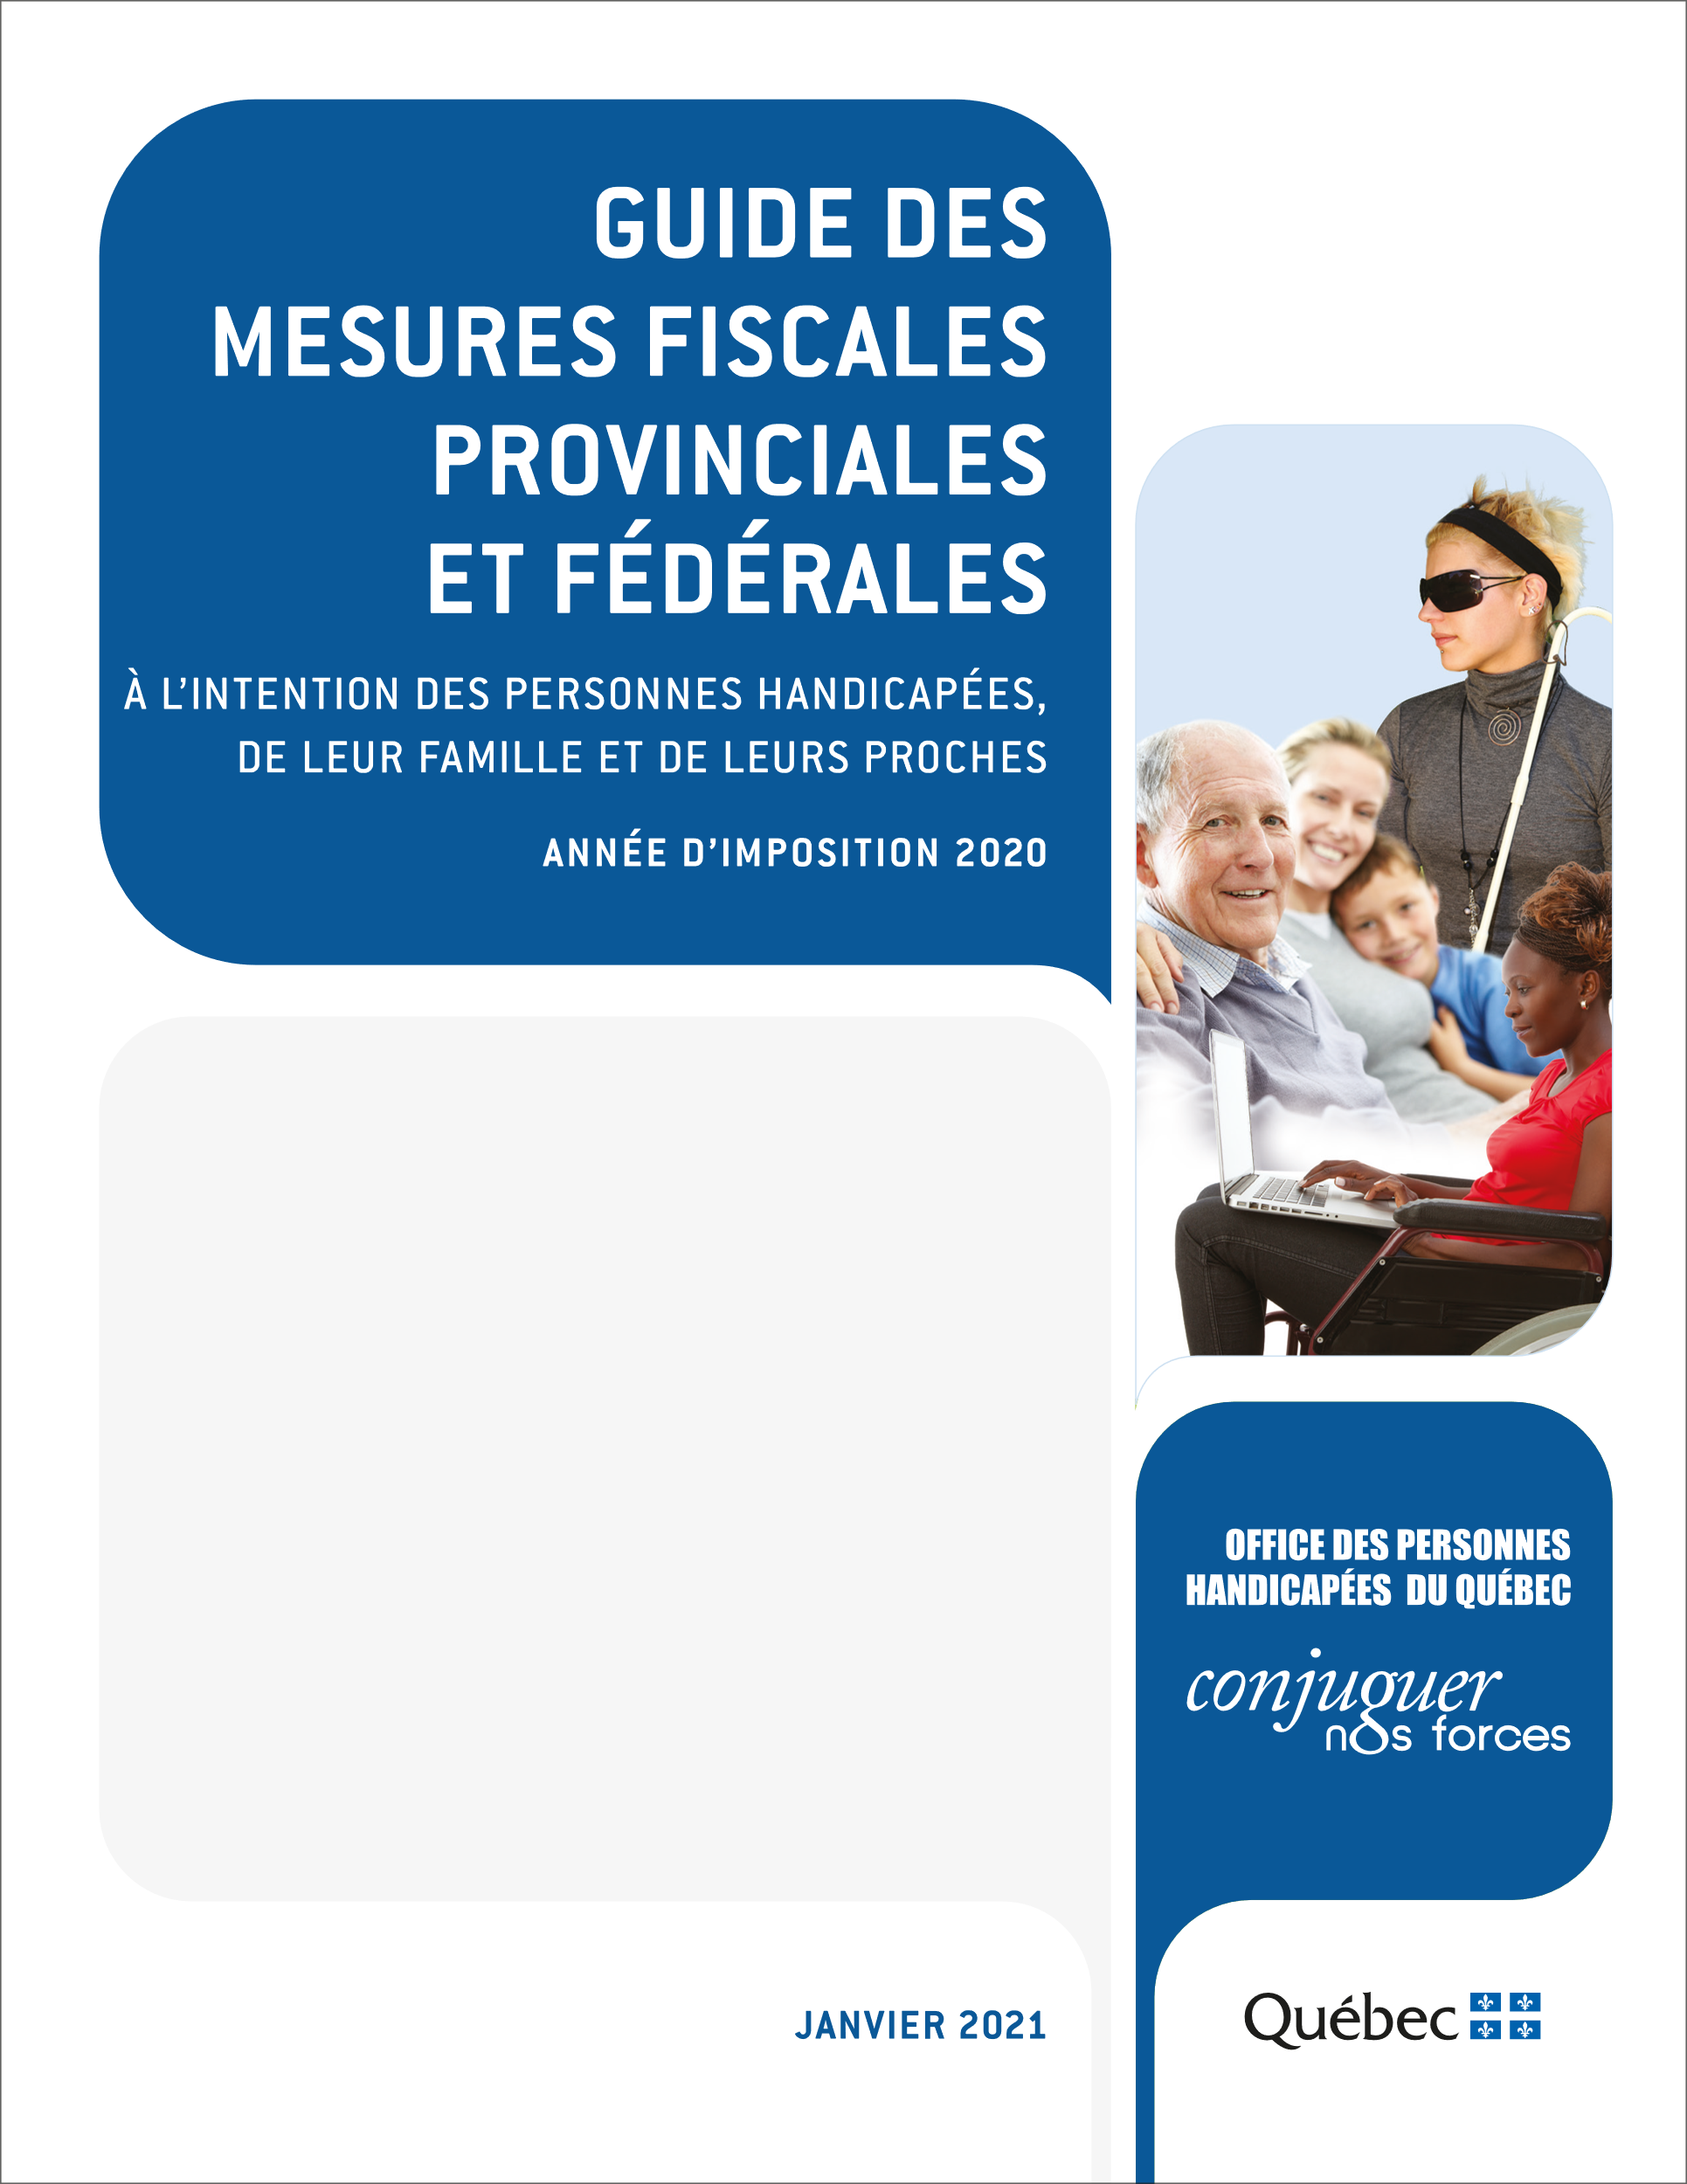 GUIDE DES
MESURES FISCALES
PROVINCIALES
ET FÉDÉRALES
À L’INTENTION DES PERSONNES HANDICAPÉES,
DE LEUR FAMILLE ET DE LEURS PROCHES
ANNÉE D’IMPOSITION 2020
OFFICE DES PERSONNES
HANDICAPÉES DU QUÉBEC
conjuguer
nos forces
JANVIER 2021
Québec